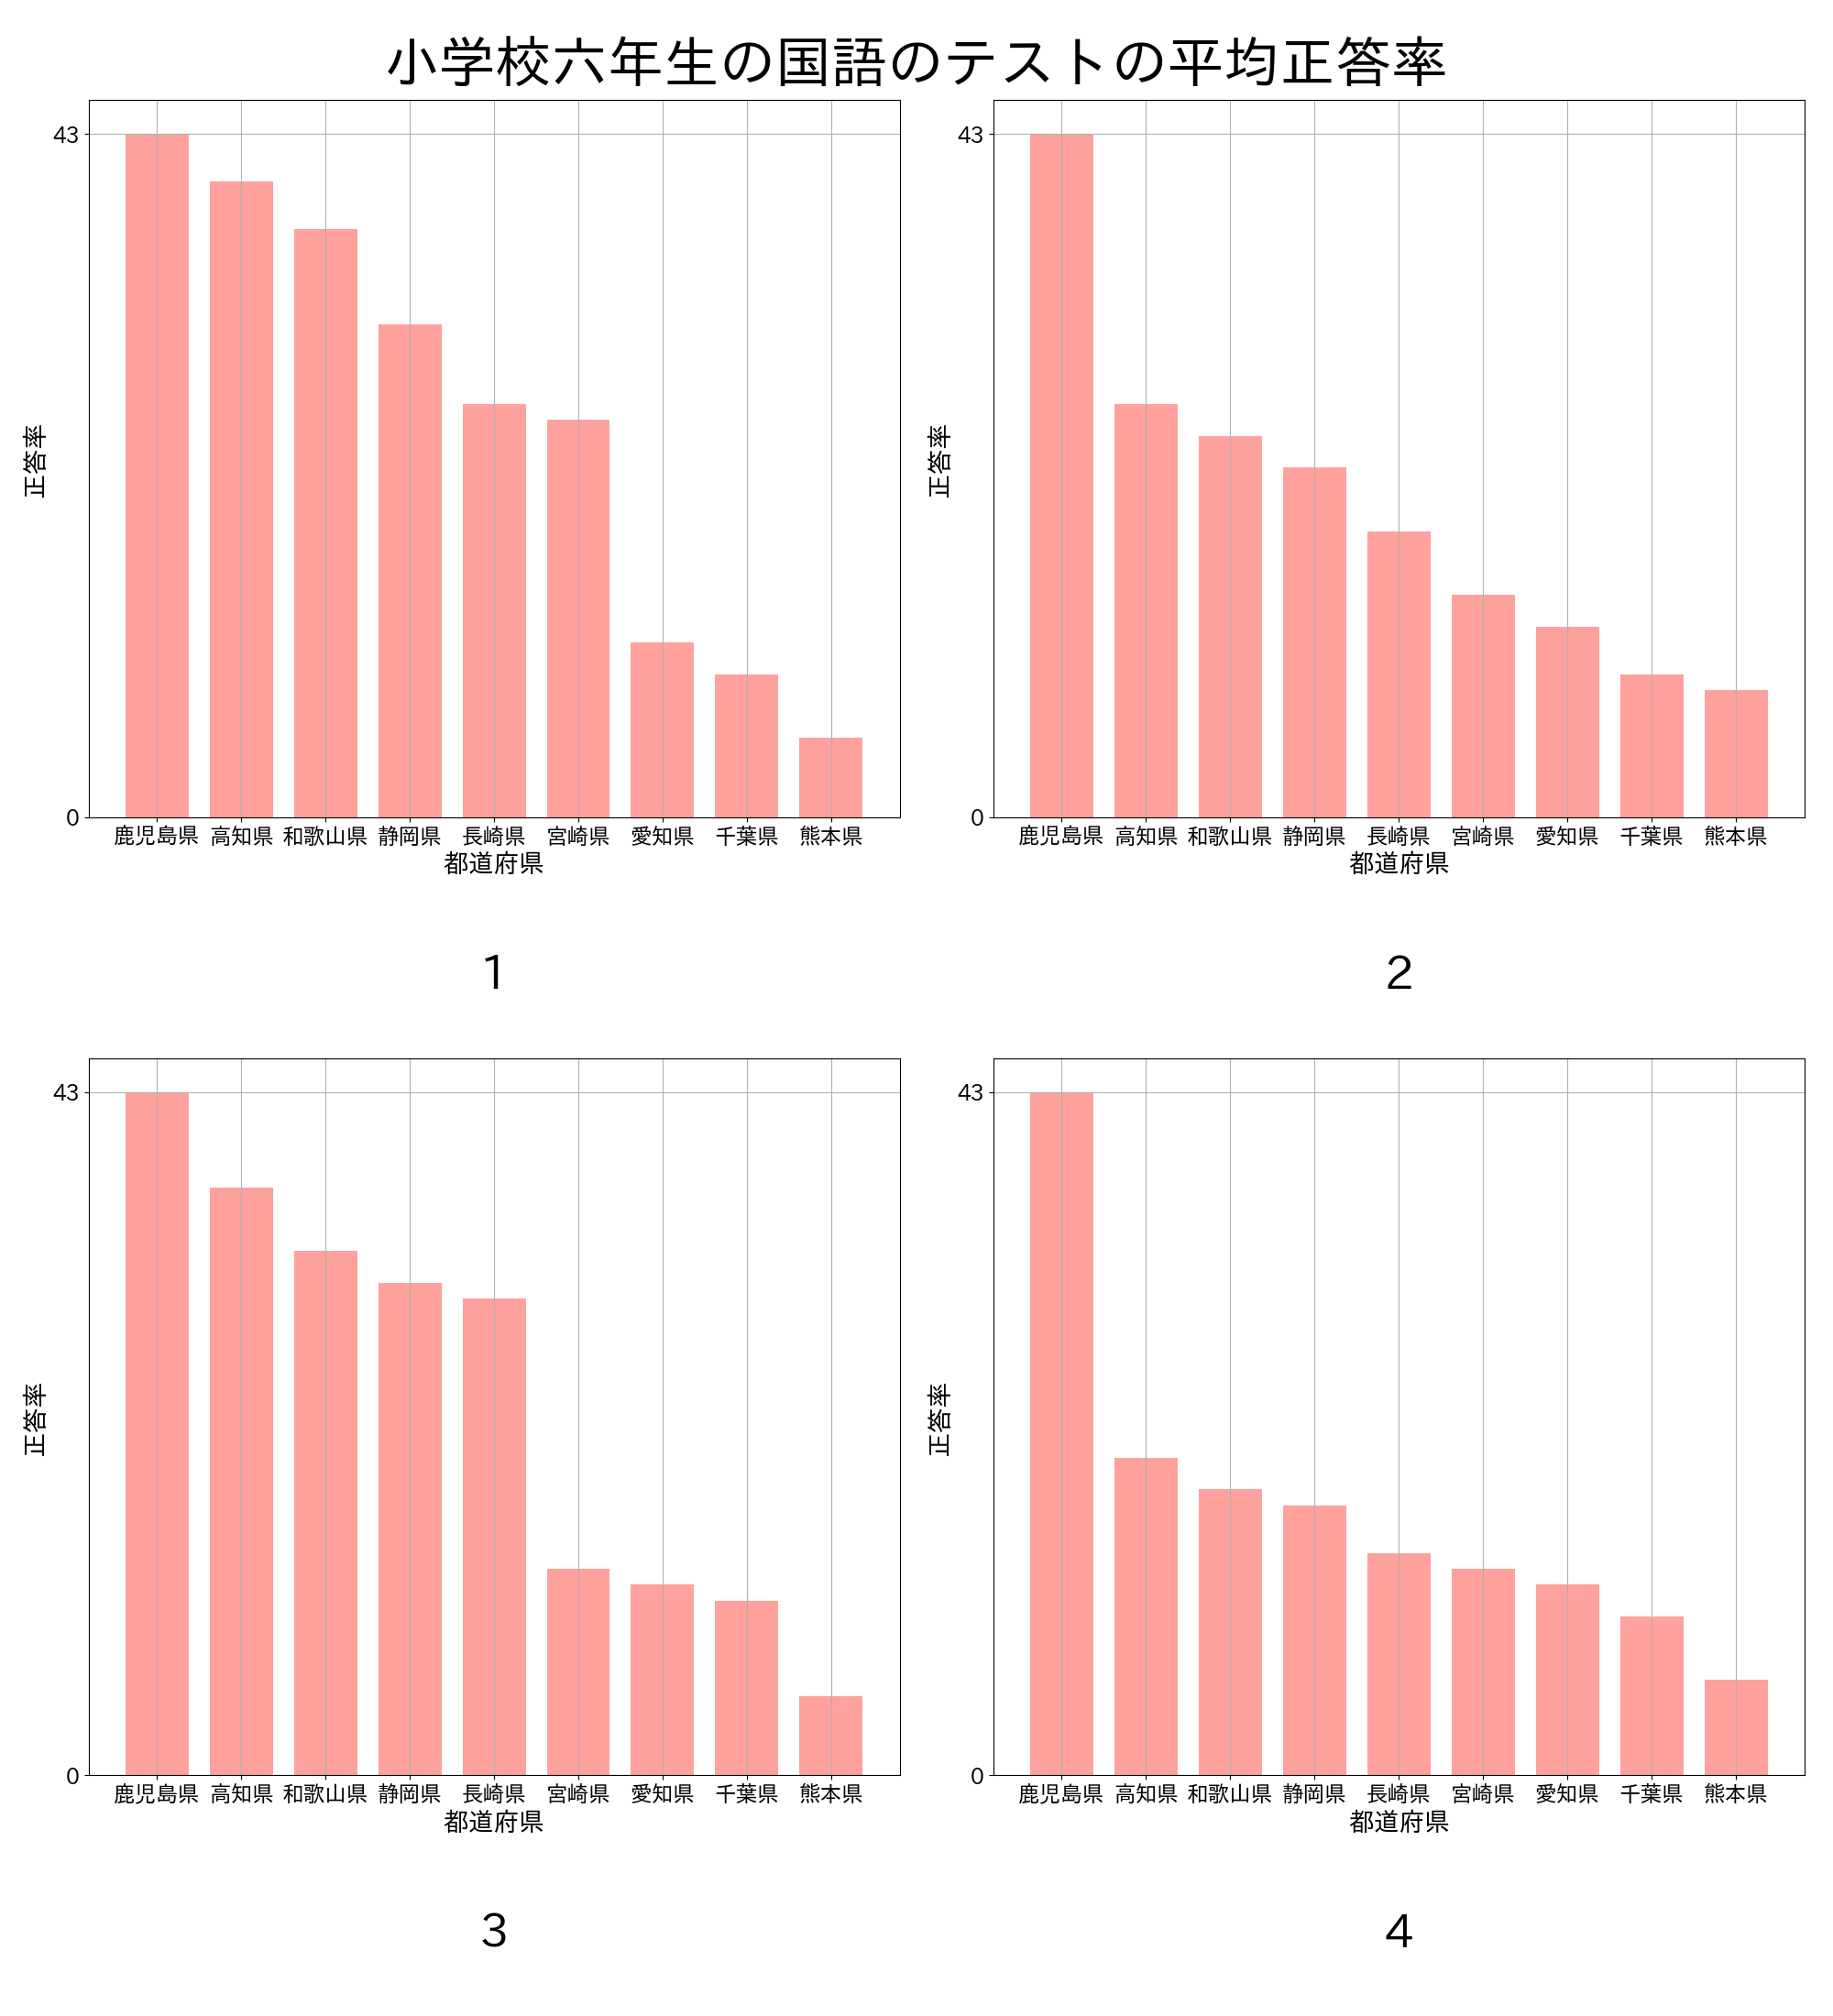 小学校六年生の国語のテストの平均正答率
43
0
正答率
鹿児島県 高知県 和歌山県 静岡県 長崎県 宮崎県 愛知県 千葉県 熊本県
都道府県
1
43
0
正答率
鹿児島県 高知県 和歌山県 静岡県 長崎県 宮崎県 愛知県 千葉県 熊本県
都道府県
2
43
0
正答率
鹿児島県 高知県 和歌山県 静岡県 長崎県 宮崎県 愛知県 千葉県 熊本県
都道府県
3
43
0
正答率
鹿児島県 高知県 和歌山県 静岡県 長崎県 宮崎県 愛知県 千葉県 熊本県
都道府県
4